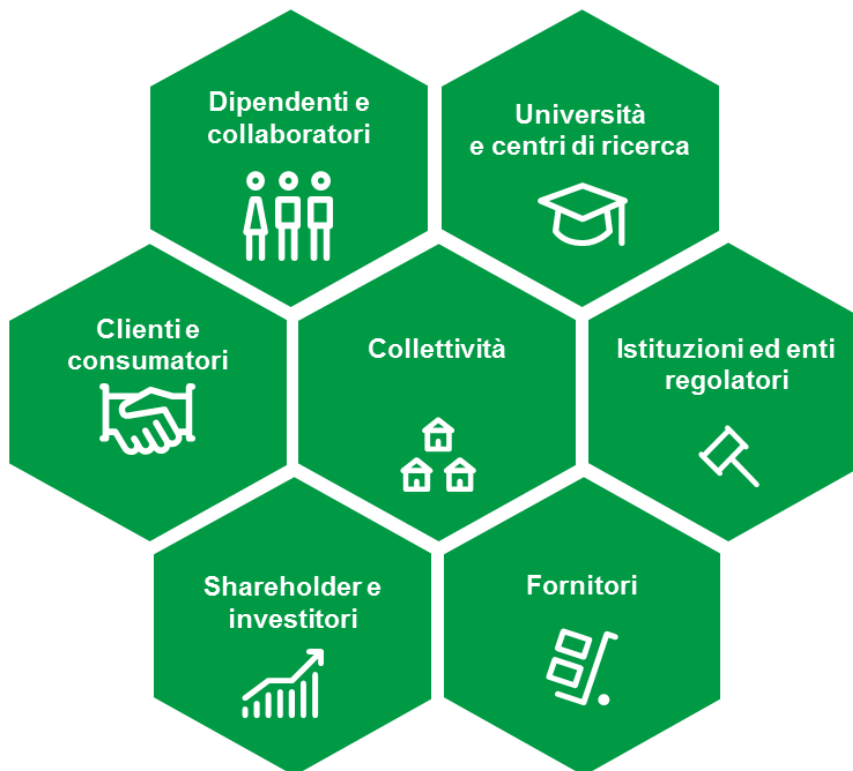 Dipendenti e
collaboratori
Università
e centri di ricerca
Clienti e
consumatori
Collettività
Istituzioni ed enti
regolatori
Shareholder e
investitori
Fornitori